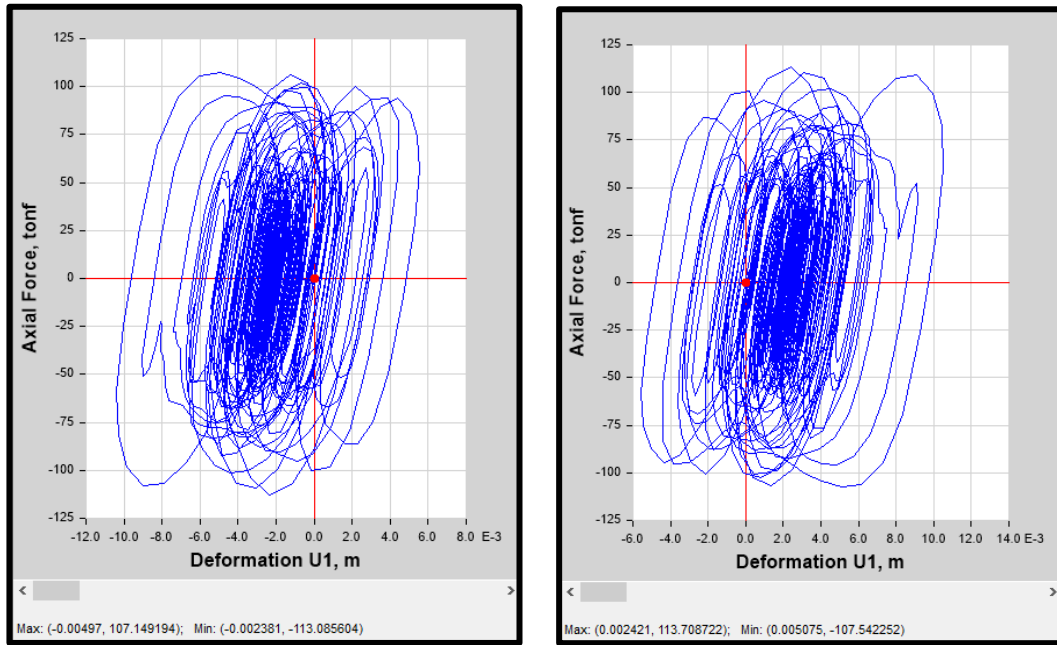 125
100
75
50
25
0
-25
-50
-75
-100
-125
Axial Force, tonf
-12.0 -10.0 -8.0 -6.0 -4.0 -2.0 0.0 2.0 4.0 6.0 8.0 E-3
Deformation U1, m
Max: (-0.00497, 107.149194); Min: (-0.002381, -113.085604)
125
100
75
50
25
0
-25
-50
-75
-100
-125
Axial Force, tonf
-6.0 -4.0 -2.0 0.0 2.0 4.0 6.0 8.0 10.0 12.0 14.0 E-3
Deformation U1, m
Max: (0.002421, 113.708722); Min: (0.005075, -107.542252)